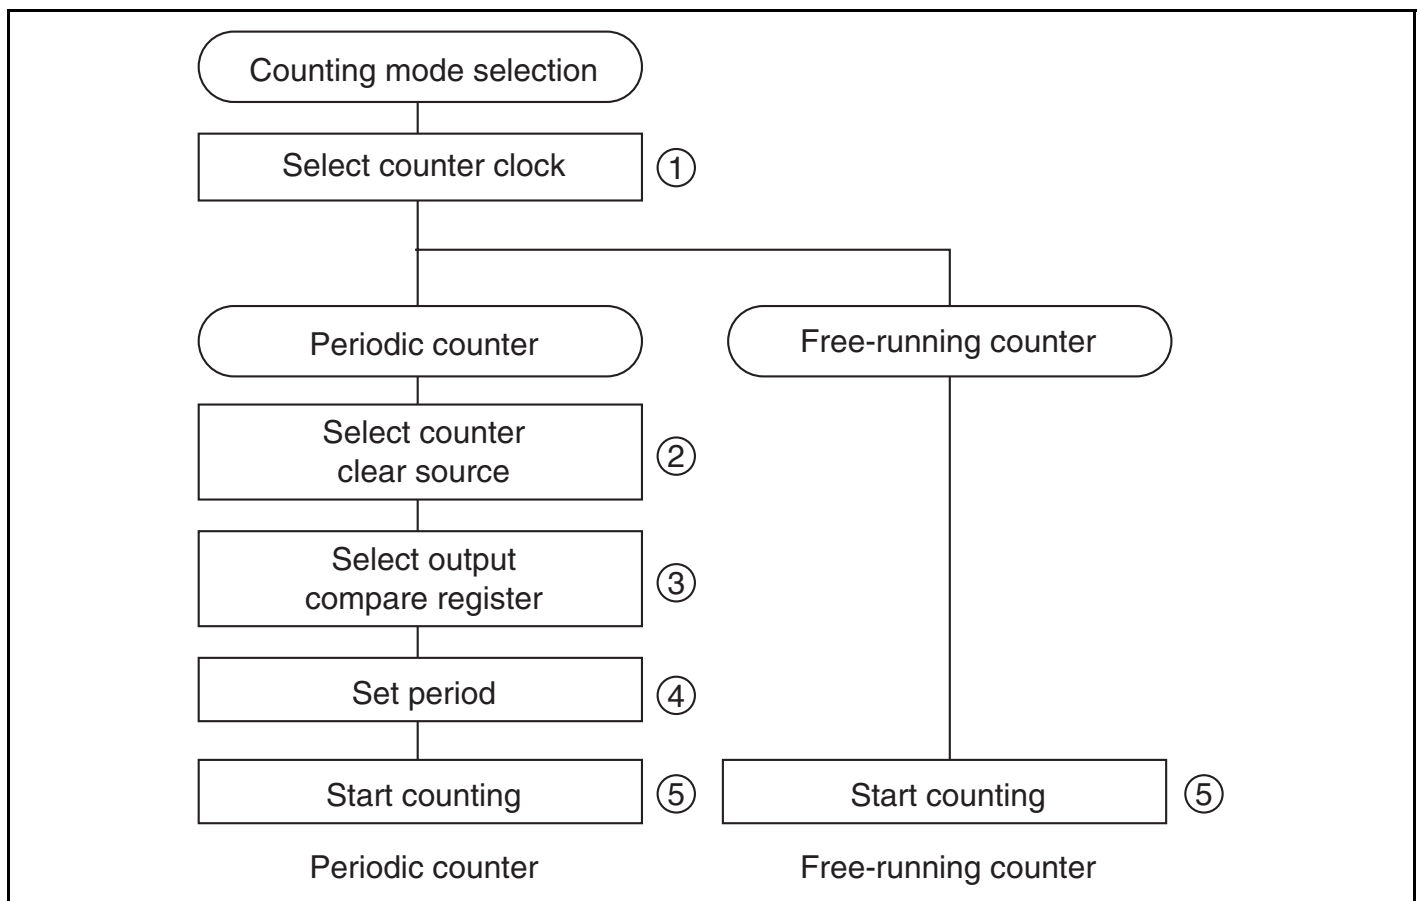 Counting mode selection
Select counter clock
①
Periodic counter
Free-running counter
Select counter
clear source
②
Select output
compare register
③
Set period
④
Start counting
⑤
Start counting
⑤
Periodic counter
Free-running counter